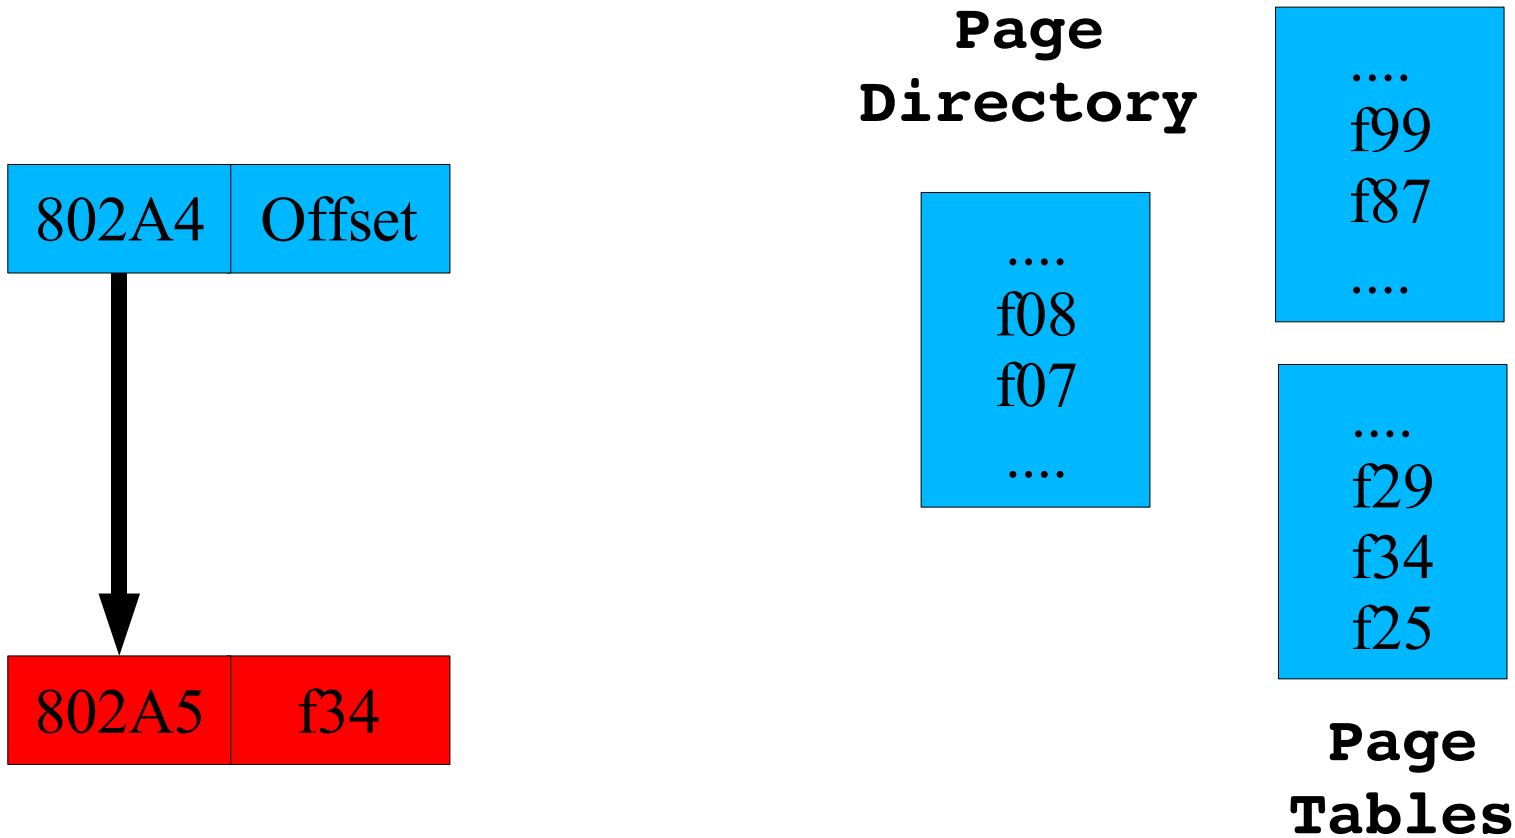 802A4 Offset
802A5 f34
Page
Directory
....
f08
f07
....
....
f99
f87
....
....
f29
f34
f25
Page
Tables